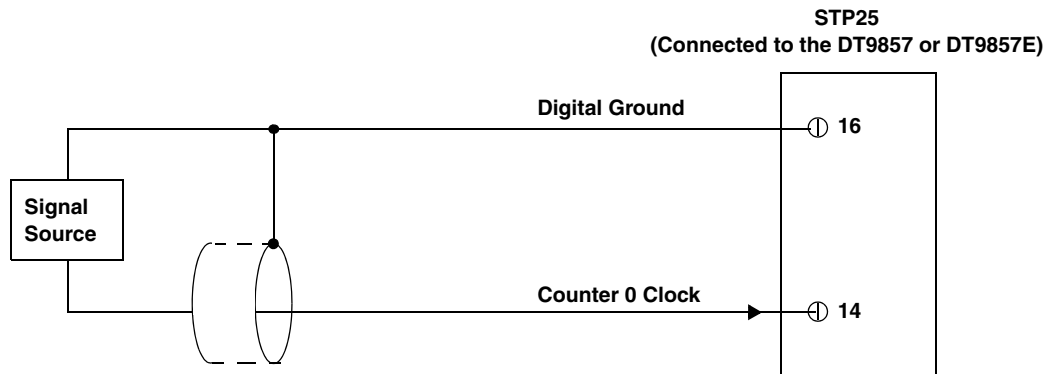 STP25
(Connected to the DT9857 or DT9857E)
Digital Ground
16
Signal
Source
Counter 0 Clock
14